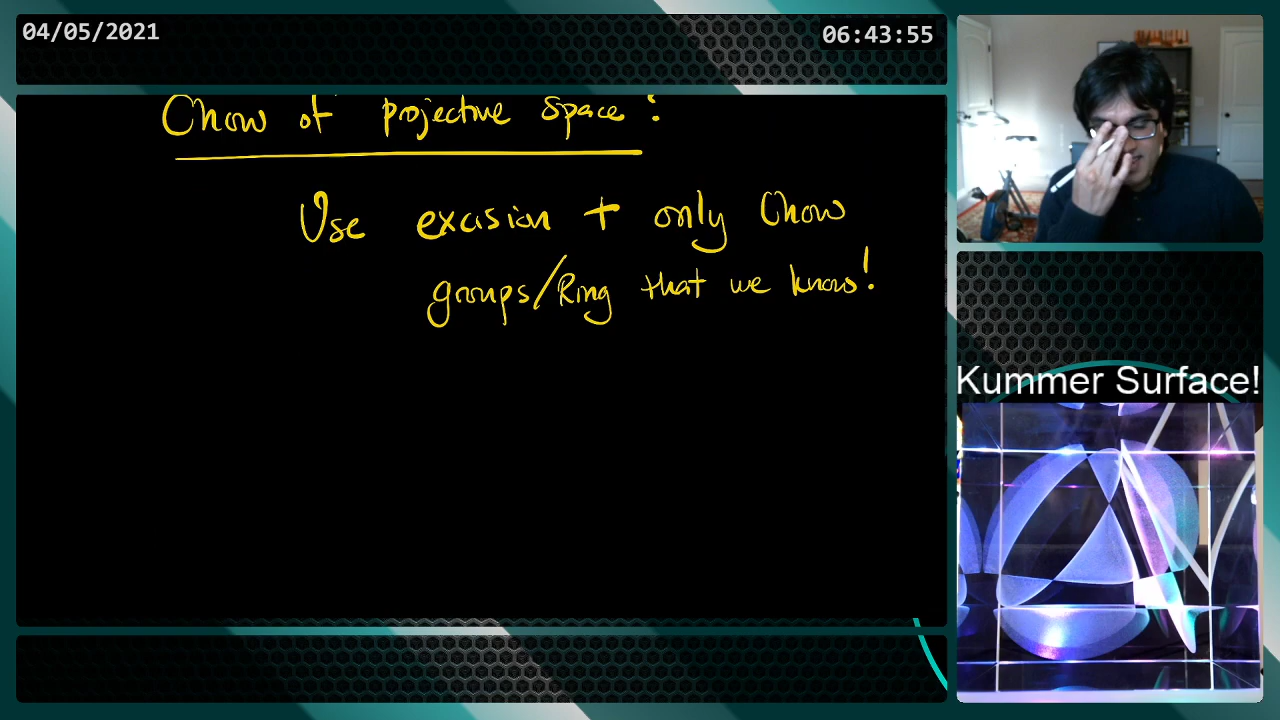 04/05/2021
06:43:55
Chow of projective space:
Use excision + only Chow
groups/Ring that we know!
Kummer Surface!